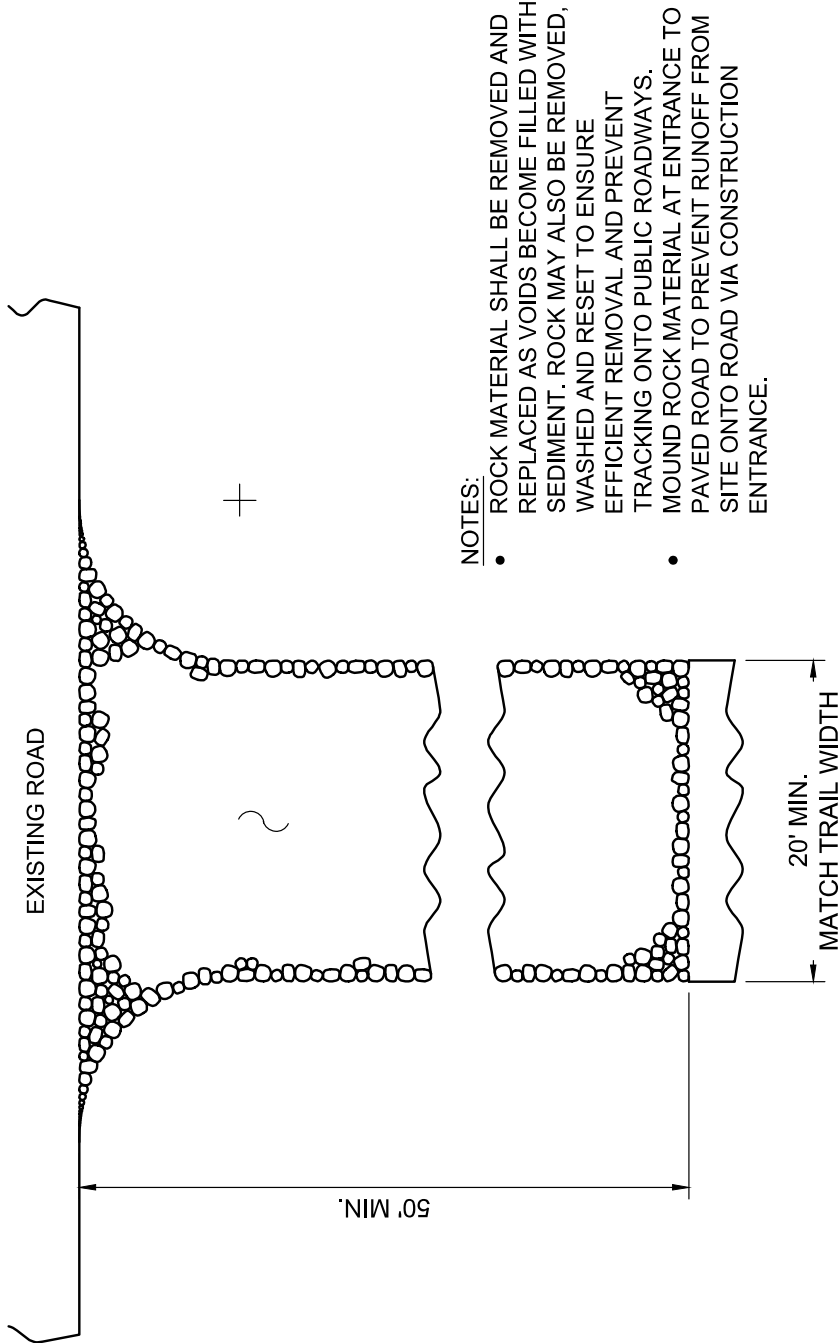 EXISTING ROAD
50' MIN.
20' MIN.
MATCH TRAIL WIDTH
NOTES:
• ROCK MATERIAL SHALL BE REMOVED AND
REPLACED AS VOIDS BECOME FILLED WITH
SEDIMENT. ROCK MAY ALSO BE REMOVED,
WASHED AND RESET TO ENSURE
EFFICIENT REMOVAL AND PREVENT
TRACKING ONTO PUBLIC ROADWAYS.
• MOUND ROCK MATERIAL AT ENTRANCE TO
PAVED ROAD TO PREVENT RUNOFF FROM
SITE ONTO ROAD VIA CONSTRUCTION
ENTRANCE.